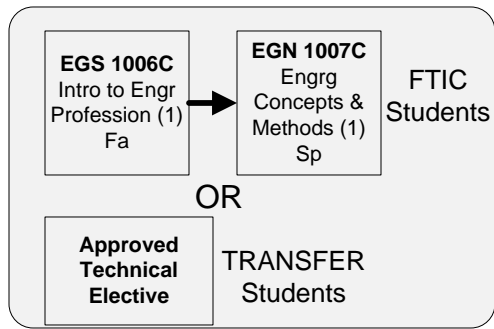 EGS 1006C
Intro to Engr
Profession (1)
Fa
EGN 1007C
Engrg
Concepts &
Methods (1)
Sp
FTIC
Students
OR
Approved
Technical
Elective
TRANSFER
Students